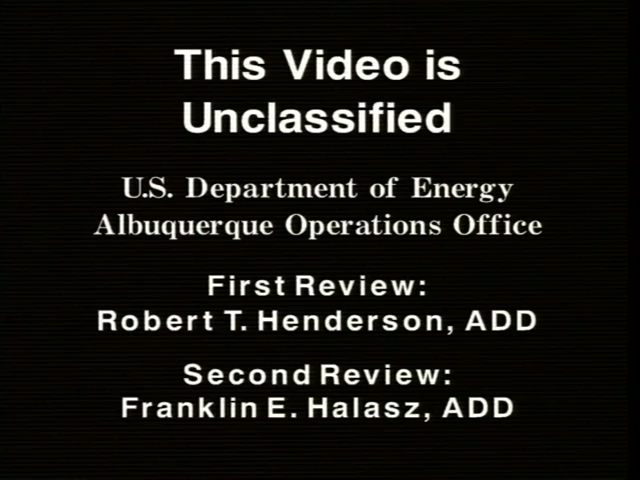 This Video is
Unclassified
U.S. Department of Energy
Albuquerque Operations Office
First Review:
Robert T. Henderson, ADD
Second Review:
Franklin E. Halasz, ADD